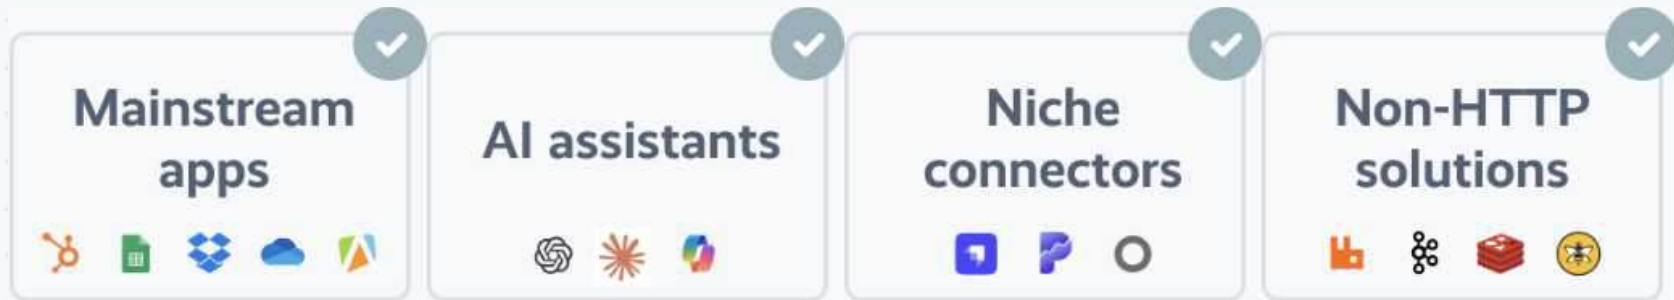 Mainstream
apps
AI assistants
Niche
connectors
Non-HTTP
solutions